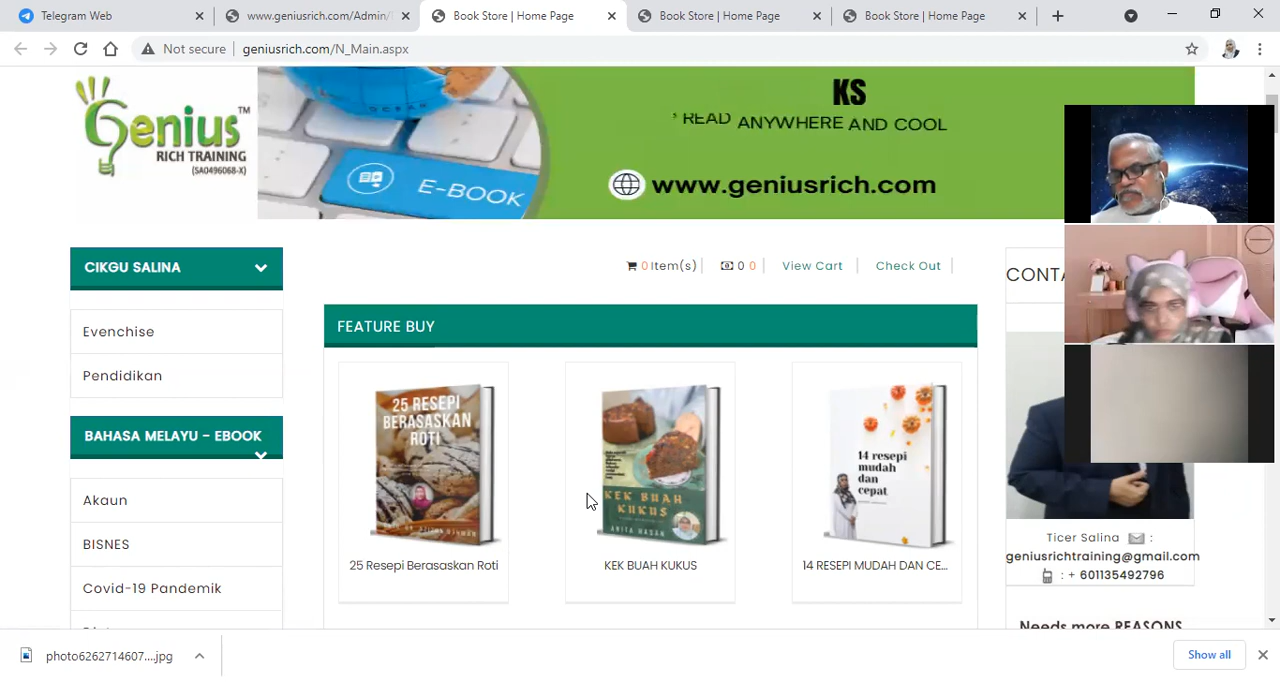 Telegram Web
www.geniusrich.com/Admin/
Book Store | Home Page
Book Store | Home Page
Book Store | Home Page
Not secure
geniusrich.com/N_Main.aspx
Genius TM
RICH TRAINING
(SA0496068-X)
OCEAN
E-BOOK
KS
READ ANYWHERE AND COOL
www.geniusrich.com
CIKGU SALINA
0 Item(s)
0 0
View Cart
Check Out
CONTA
Evenchise
Pendidikan
FEATURE BUY
BAHASA MELAYU - EBOOK
Akaun
BISNES
Covid-19 Pandemik
25 RESEPI
BERASASKAN
ROTI
KEK BUAH
KUKUS
ANITA HASAN
14 resepi
mudah
dan
cepat
25 Resepi Berasaskan Roti
KEK BUAH KUKUS
14 RESEPI MUDAH DAN CE...
Ticer Salina :
geniusrichtraining@gmail.com
: + 601135492796
Needs more REASONS
photo6262714607....jpg
Show all